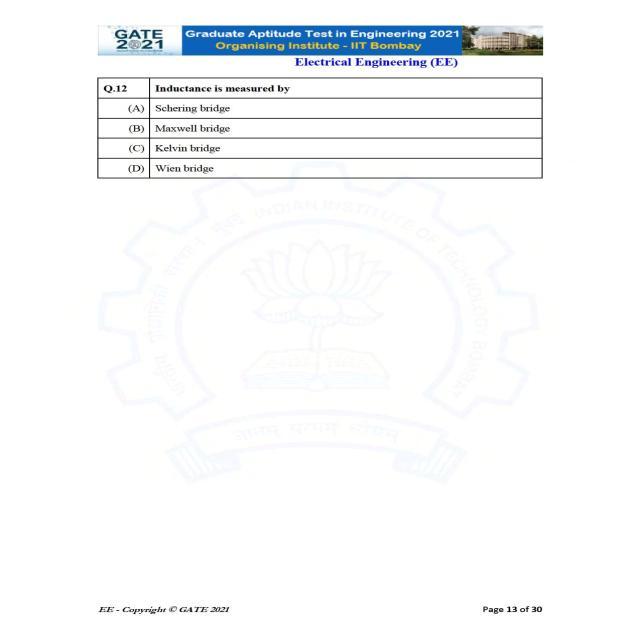 GATE
2021
Graduate Aptitude Test in Engineering 2021
Organising Institute - IIT Bombay
Electrical Engineering (EE)
Q.12 Inductance is measured by
(A) Schering bridge
(B) Maxwell bridge
(C) Kelvin bridge
(D) Wien bridge
INDIAN INSTITUTE OF TECHNOLOGY BOMBAY
EE - Copyright © GATE 2021
Page 13 of 30